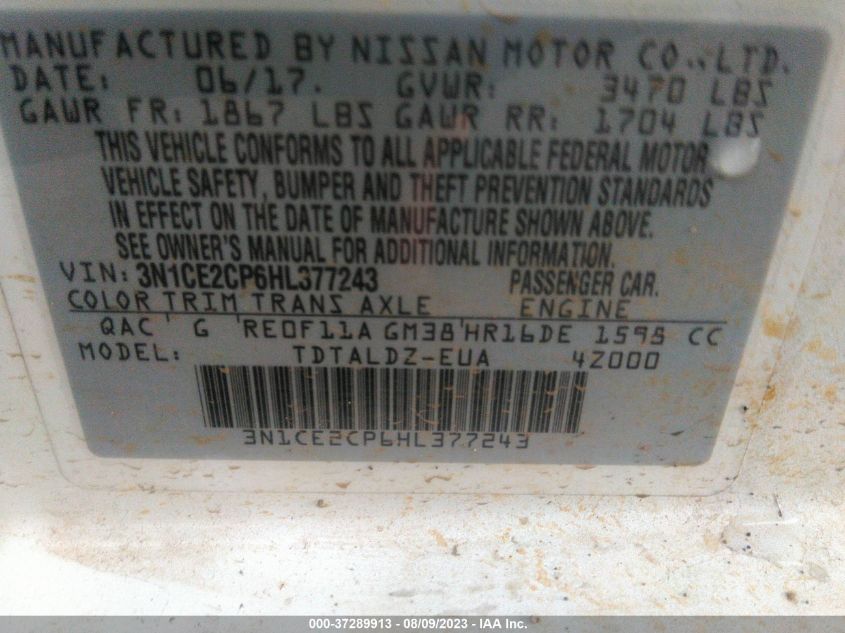 MANUFACTURED BY NISSAN MOTOR CO., LTD.
DATE: 06/17. GVWR: 3470 LBS
GAWR FR: 1867 LBS GAWR RR: 1704 LBS
THIS VEHICLE CONFORMS TO ALL APPLICABLE FEDERAL MOTOR
VEHICLE SAFETY, BUMPER AND THEFT PREVENTION STANDARDS
IN EFFECT ON THE DATE OF MANUFACTURE SHOWN ABOVE.
SEE OWNER'S MANUAL FOR ADDITIONAL INFORMATION.
VIN: 3N1CE2CP6HL377243 PASSENGER CAR.
COLOR TRIM TRANS AXLE ENGINE
QAC G RE0F11A GM38 HR16DE 1598 CC
MODEL: TDTALDZ-EUA 4Z000
3N1CE2CP6HL377243
000-37289913 - 08/09/2023 - IAA Inc.